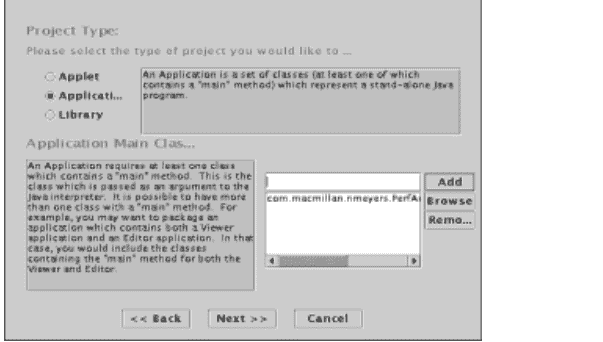 Project Type:
Please select the type of project you would like to ...
Applet
Applicati...
Library
An Application is a set of classes (at least one of which
contains a "main" method) which represent a stand-alone Java
program.
Application Main Clas...
An Application requires at least one class
which contains a "main" method. This is the
class which is passed as an argument to the
Java interpreter. It is possible to have more
than one class with a "main" method. For
example, you may want to package an
application which contains both a Viewer
application and an Editor application. In that
case, you would include the classes
containing the "main" method for both the
Viewer and Editor.
com.macmillan.nmeyers.PerfA
Add
Browse
Remo...
<< Back
Next >>
Cancel